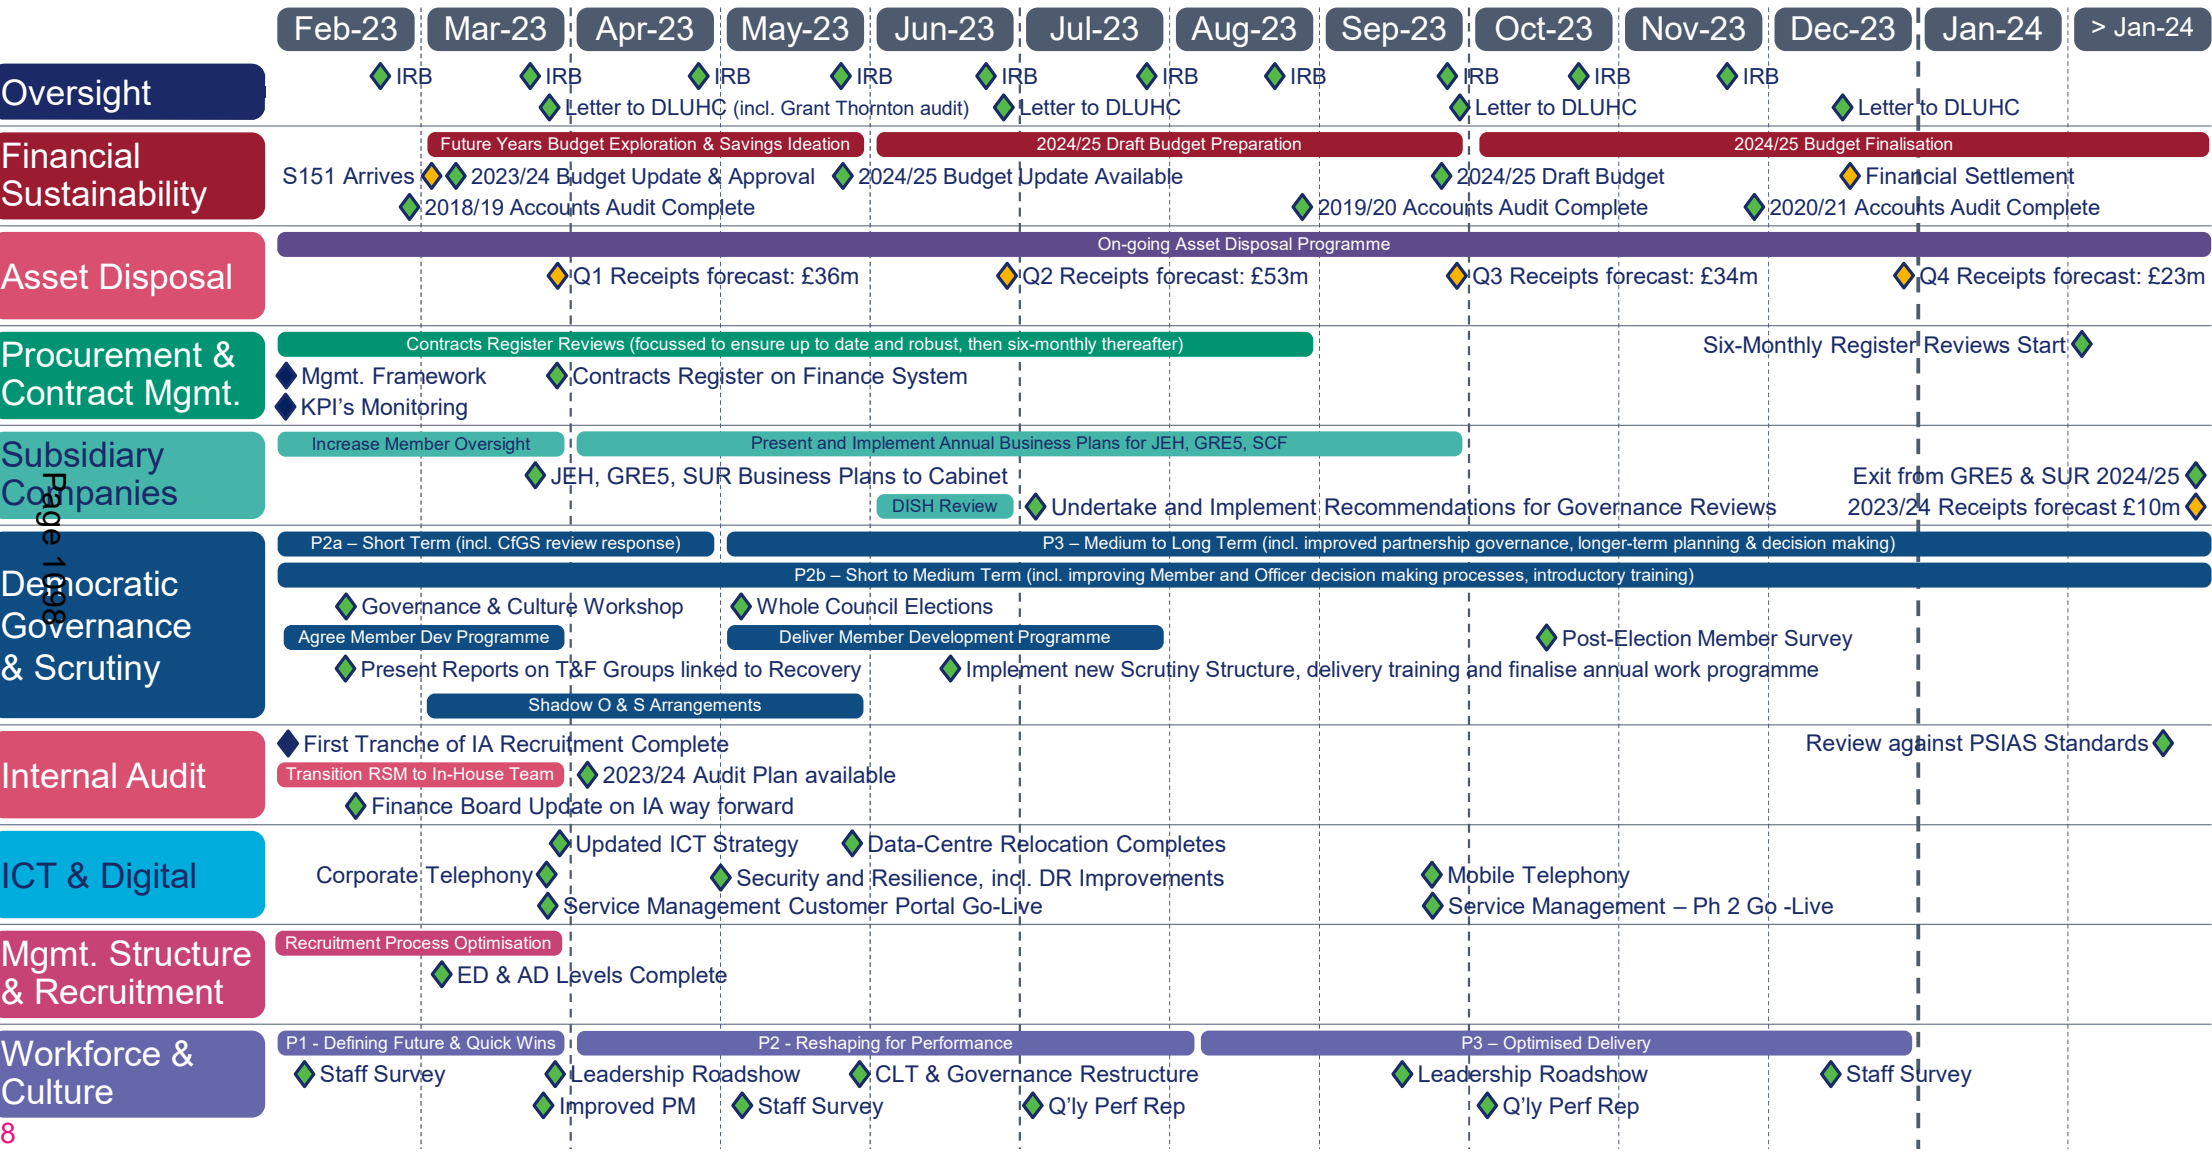 Feb-23 Mar-23 Apr-23 May-23 Jun-23 Jul-23 Aug-23 Sep-23 Oct-23 Nov-23 Dec-23 Jan-24 > Jan-24
Oversight
IRB IRB IRB IRB IRB IRB IRB IRB IRB IRB
Letter to DLUHC (incl. Grant Thornton audit) Letter to DLUHC Letter to DLUHC Letter to DLUHC
Financial
Sustainability
Future Years Budget Exploration & Savings Ideation 2024/25 Draft Budget Preparation 2024/25 Budget Finalisation
S151 Arrives 2023/24 Budget Update & Approval 2024/25 Budget Update Available 2024/25 Draft Budget Financial Settlement
2018/19 Accounts Audit Complete 2019/20 Accounts Audit Complete 2020/21 Accounts Audit Complete
Asset Disposal
On-going Asset Disposal Programme
Q1 Receipts forecast: £36m Q2 Receipts forecast: £53m Q3 Receipts forecast: £34m Q4 Receipts forecast: £23m
Procurement &
Contract Mgmt.
Contracts Register Reviews (focussed to ensure up to date and robust, then six-monthly thereafter) Six-Monthly Register Reviews Start
Mgmt. Framework Contracts Register on Finance System
KPI's Monitoring
Subsidiary
Companies
Increase Member Oversight Present and Implement Annual Business Plans for JEH, GRE5, SCF
JEH, GRE5, SUR Business Plans to Cabinet Exit from GRE5 & SUR 2024/25
DISH Review Undertake and Implement Recommendations for Governance Reviews 2023/24 Receipts forecast £10m
Page 1098
Democratic
Governance
& Scrutiny
P2a – Short Term (incl. CfGS review response) P3 – Medium to Long Term (incl. improved partnership governance, longer-term planning & decision making)
P2b – Short to Medium Term (incl. improving Member and Officer decision making processes, introductory training)
Governance & Culture Workshop Whole Council Elections
Agree Member Dev Programme Deliver Member Development Programme Post-Election Member Survey
Present Reports on T&F Groups linked to Recovery Implement new Scrutiny Structure, delivery training and finalise annual work programme
Shadow O & S Arrangements
Internal Audit
First Tranche of IA Recruitment Complete Review against PSIAS Standards
Transition RSM to In-House Team 2023/24 Audit Plan available
Finance Board Update on IA way forward
ICT & Digital
Updated ICT Strategy Data-Centre Relocation Completes
Corporate Telephony Security and Resilience, incl. DR Improvements Mobile Telephony
Service Management Customer Portal Go-Live Service Management – Ph 2 Go -Live
Mgmt. Structure
& Recruitment
Recruitment Process Optimisation
ED & AD Levels Complete
Workforce &
Culture
P1 - Defining Future & Quick Wins P2 - Reshaping for Performance P3 – Optimised Delivery
Staff Survey Leadership Roadshow CLT & Governance Restructure Leadership Roadshow Staff Survey
Improved PM Staff Survey Q'ly Perf Rep Q'ly Perf Rep
8